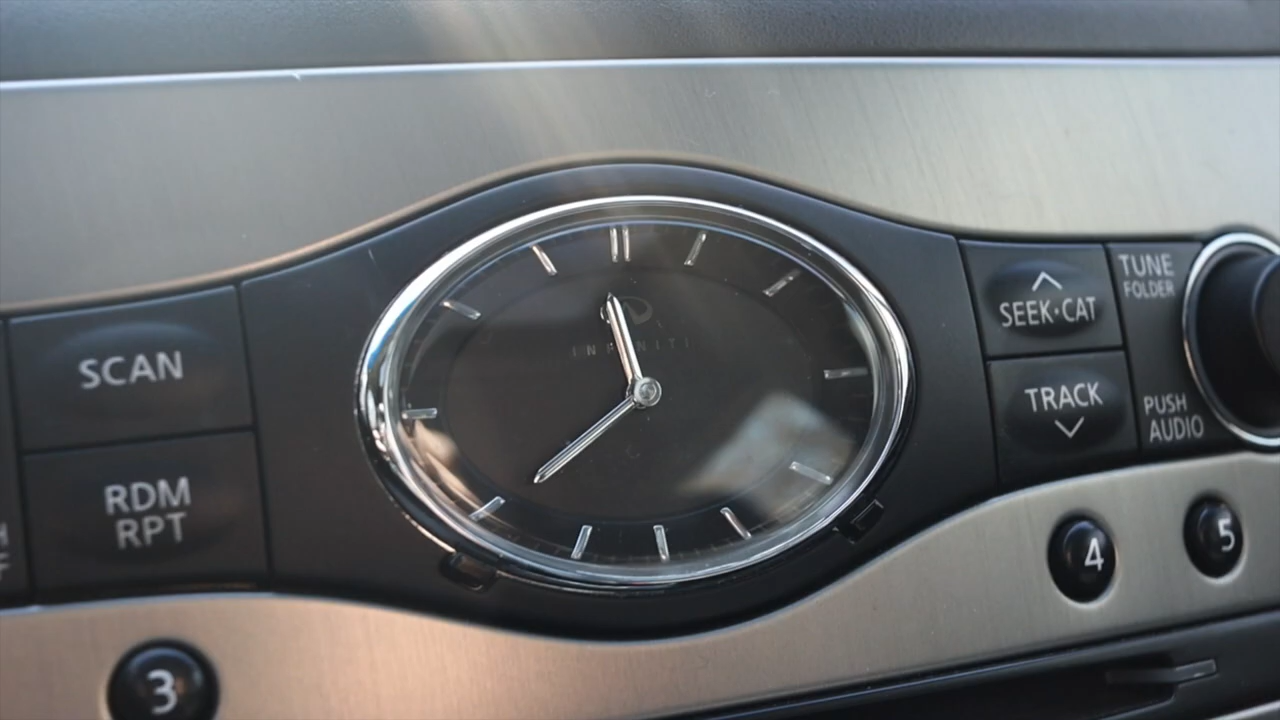 SCAN
RDM
RPT
INFINITI
SEEK·CAT
TRACK
TUNE
FOLDER
PUSH
AUDIO
3
4
5